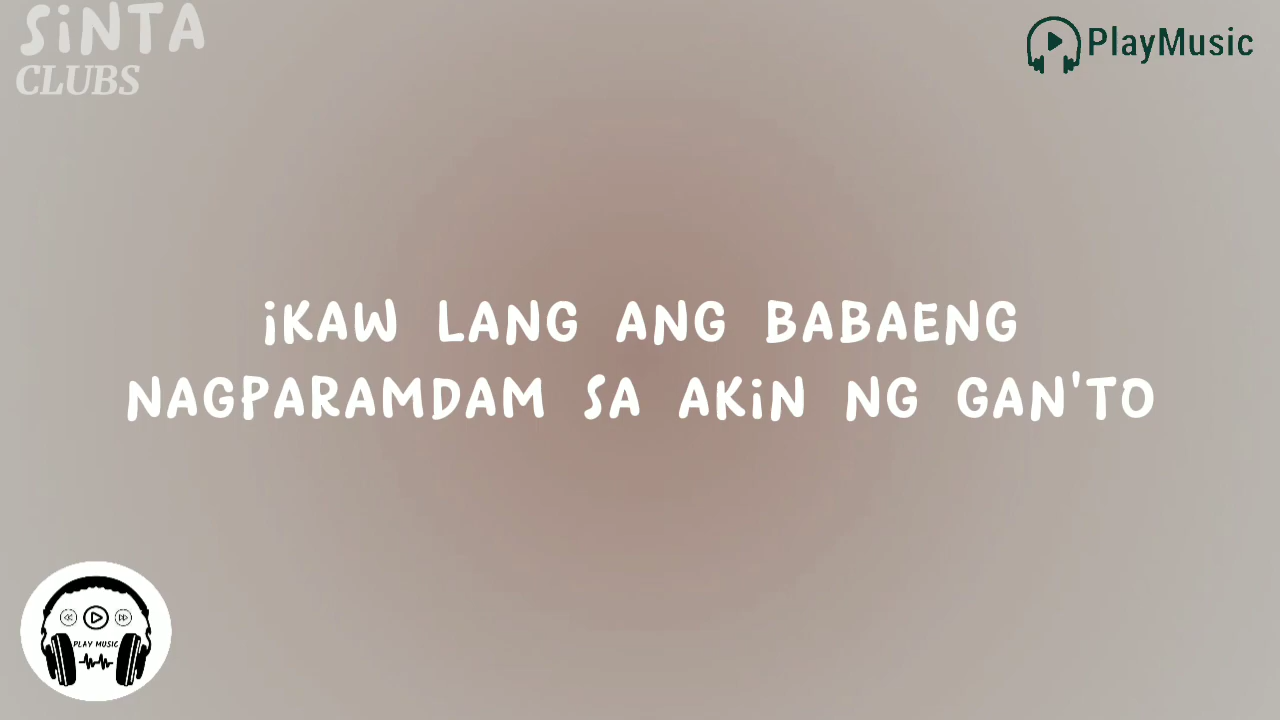 SiNTA
CLUBS
PlayMusic
iKAW LANG ANG BABAENG
NAGPARAMDAM SA AKiN NG GAN'TO
PLAY MUSIC